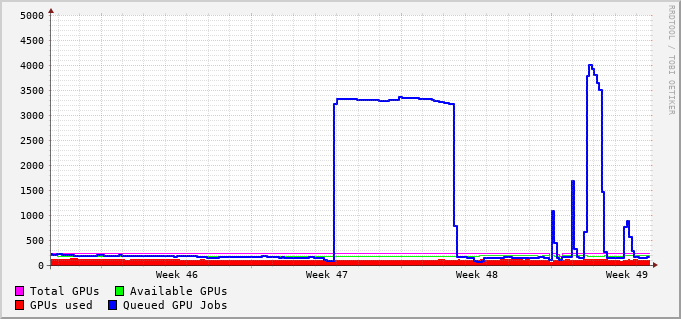 5000
4500
4000
3500
3000
2500
2000
1500
1000
500
0
Week 46 Week 47 Week 48 Week 49
Total GPUs Available GPUs
GPUs used Queued GPU Jobs
RRDTOOL / TOBI OETIKER